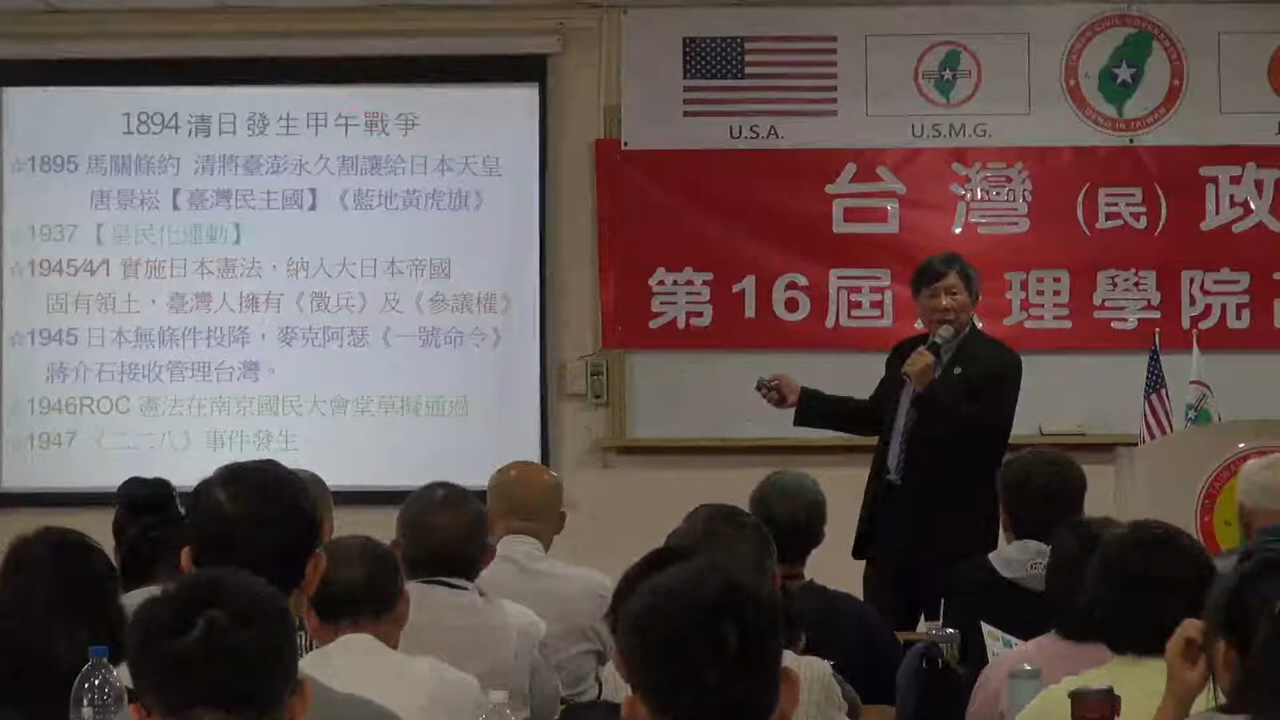 1894 清日發生甲午戰爭
☆1895 馬關條約 清將臺澎永久割讓給日本天皇
唐景崧【臺灣民主國】《藍地黃虎旗》
☆1937 【皇民化運動】
☆1945/4/1 實施日本憲法，納入大日本帝國
固有領土，臺灣人擁有《徵兵》及《參議權》
☆1945 日本無條件投降，麥克阿瑟《一號命令》
蔣介石接收管理台灣。
☆1946ROC 憲法在南京國民大會堂草擬通過
☆1947 《二二八》事件發生
U.S.A.
U.S.M.G.
TAIWAN CIVIL GOVERNMENT
台灣(民)政
第16屆 理學院